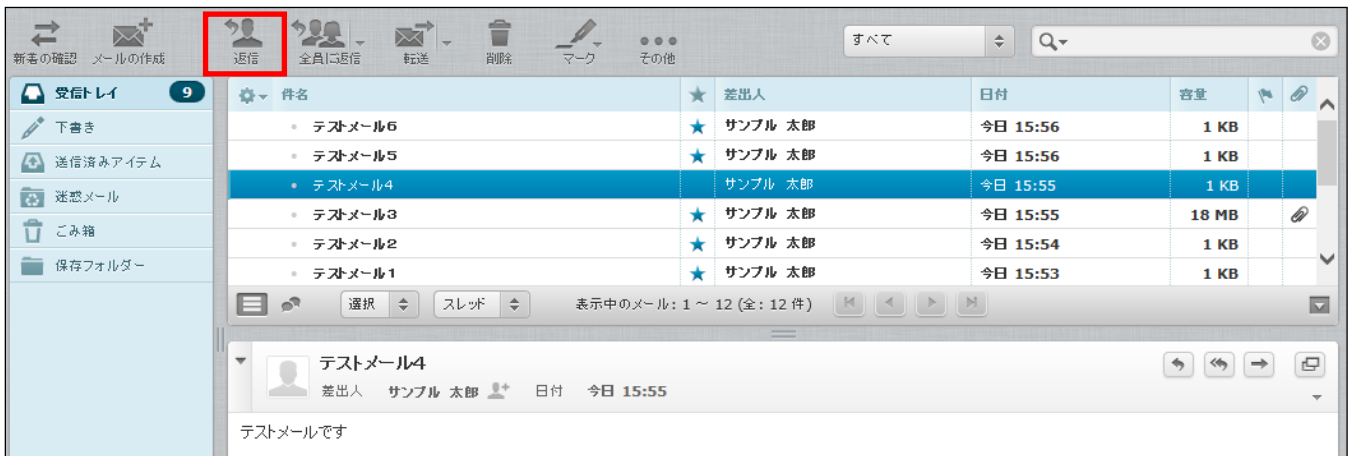 新着の確認 メールの作成 返信 全員に返信 転送 削除 マーク その他 すべて
受信トレイ 9
下書き
送信済みアイテム
迷惑メール
ごみ箱
保存フォルダー
件名 差出人 日付 容量
テストメール6 サンプル 太郎 今日 15:56 1 KB
テストメール5 サンプル 太郎 今日 15:56 1 KB
テストメール4 サンプル 太郎 今日 15:55 1 KB
テストメール3 サンプル 太郎 今日 15:55 18 MB
テストメール2 サンプル 太郎 今日 15:54 1 KB
テストメール1 サンプル 太郎 今日 15:53 1 KB
選択 スレッド 表示中のメール: 1 ～ 12 (全: 12 件)
テストメール4
差出人 サンプル 太郎 日付 今日 15:55
テストメールです